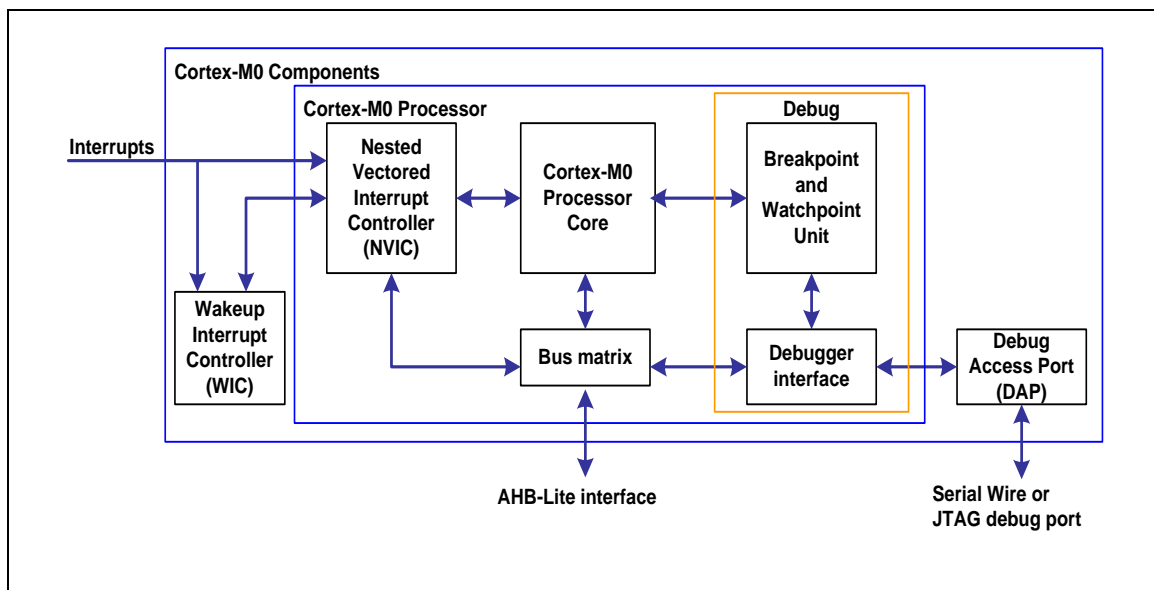 Cortex-M0 Components
Cortex-M0 Processor
Debug
Interrupts
Nested
Vectored
Interrupt
Controller
(NVIC)
Cortex-M0
Processor
Core
Breakpoint
and
Watchpoint
Unit
Wakeup
Interrupt
Controller
(WIC)
Bus matrix
Debugger
interface
Debug
Access Port
(DAP)
AHB-Lite interface
Serial Wire or
JTAG debug port